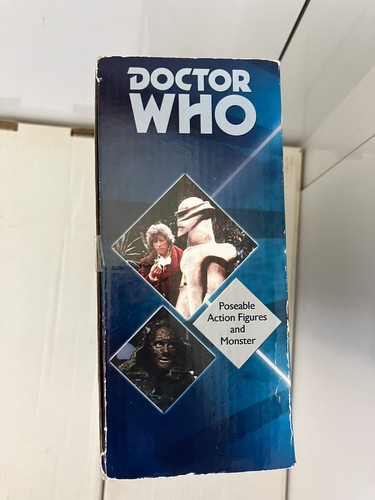 DOCTOR
WHO
Poseable
Action Figures
and
Monster